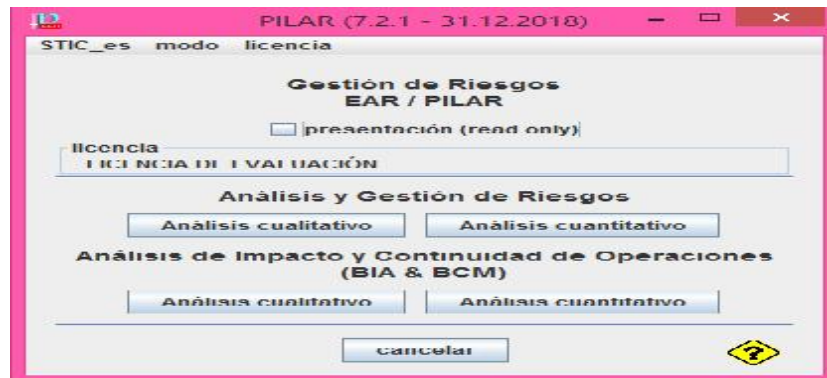 PILAR (7.2.1 - 31.12.2018)
STIC_es modo licencia
Gestión de Riesgos
EAR / PILAR
presentación (read only)
licencia
LICENCIA DE EVALUACIÓN
Análisis y Gestión de Riesgos
Análisis cualitativo Análisis cuantitativo
Análisis de Impacto y Continuidad de Operaciones
(BIA & BCM)
Análisis cualitativo Análisis cuantitativo
cancelar ?